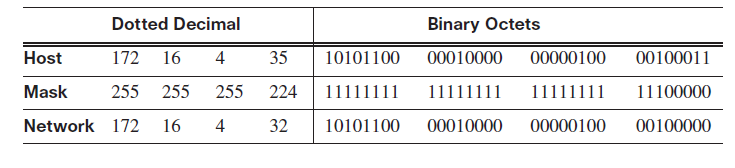 Dotted Decimal Binary Octets
Host 172 16 4 35 10101100 00010000 00000100 00100011
Mask 255 255 255 224 11111111 11111111 11111111 11100000
Network 172 16 4 32 10101100 00010000 00000100 00100000